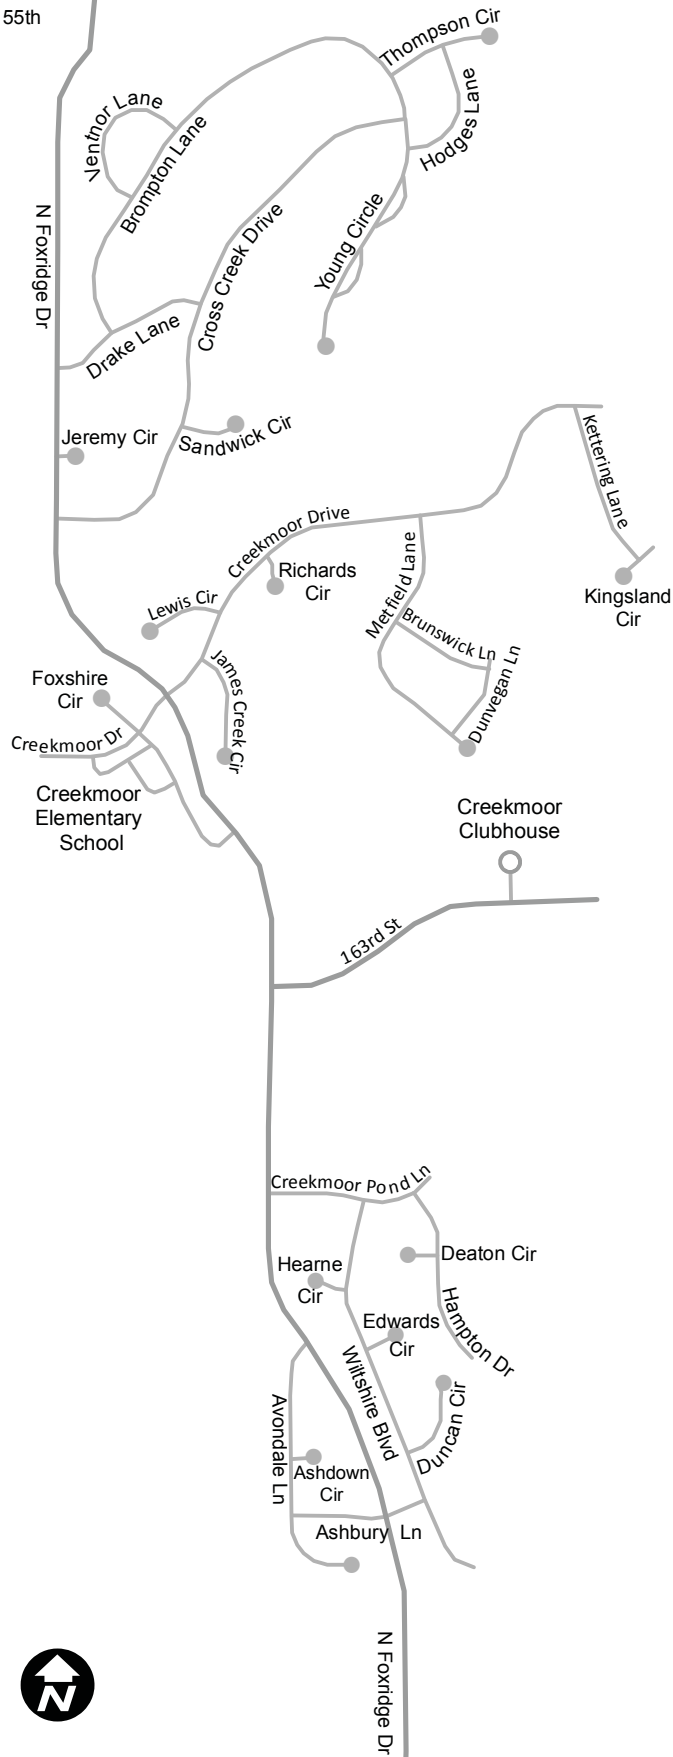 55th
Thompson Cir
Ventnor Lane
Hodges Lane
Brompton Lane
N Foxridge Dr
Young Circle
Cross Creek Drive
Drake Lane
Jeremy Cir
Sandwick Cir
Kettering Lane
Creekmoor Drive
Richards
Cir
Metfield Lane
Kingsland
Cir
Lewis Cir
Brunswick Ln
James Creek Cir
Dunvegan Ln
Foxshire
Cir
Creekmoor Dr
Creekmoor
Elementary
School
Creekmoor
Clubhouse
163rd St
Creekmoor Pond Ln
Deaton Cir
Hearne
Cir
Hampton Dr
Edwards
Cir
Wiltshire Blvd
Duncan Cir
Avondale Ln
Ashdown
Cir
Ashbury Ln
N Foxridge Dr
N